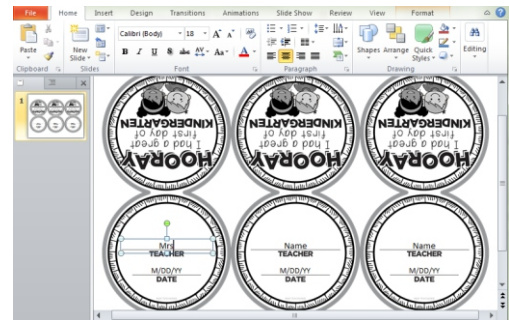 File Home Insert Design Transitions Animations Slide Show Review View Format
Calibri (Body) 18 A A
Paste New Slide B I U S abc AV Aa A Shapes Arrange Quick Styles Editing
Clipboard Slides Font Paragraph Drawing
1
KINDERGARTEN KINDERGARTEN KINDERGARTEN
first day of first day of first day of
I had a great I had a great I had a great
HOORAY HOORAY HOORAY
Mrs Name Name
TEACHER TEACHER TEACHER
M/DD/YY M/DD/YY M/DD/YY
DATE DATE DATE